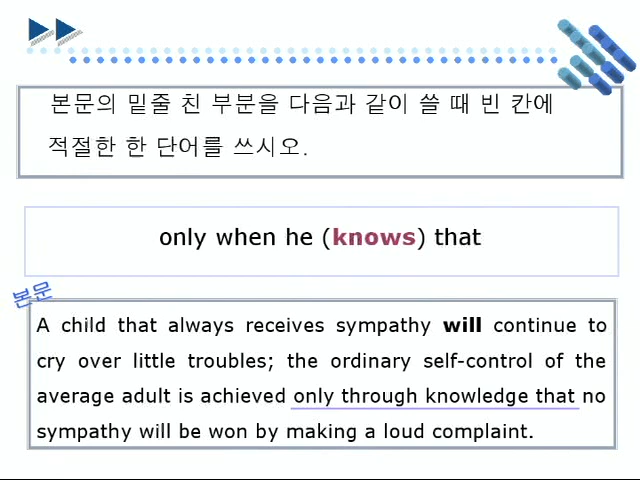 본문의 밑줄 친 부분을 다음과 같이 쓸 때 빈 칸에
적절한 한 단어를 쓰시오.
only when he (knows) that
본문
A child that always receives sympathy will continue to
cry over little troubles; the ordinary self-control of the
average adult is achieved only through knowledge that no
sympathy will be won by making a loud complaint.